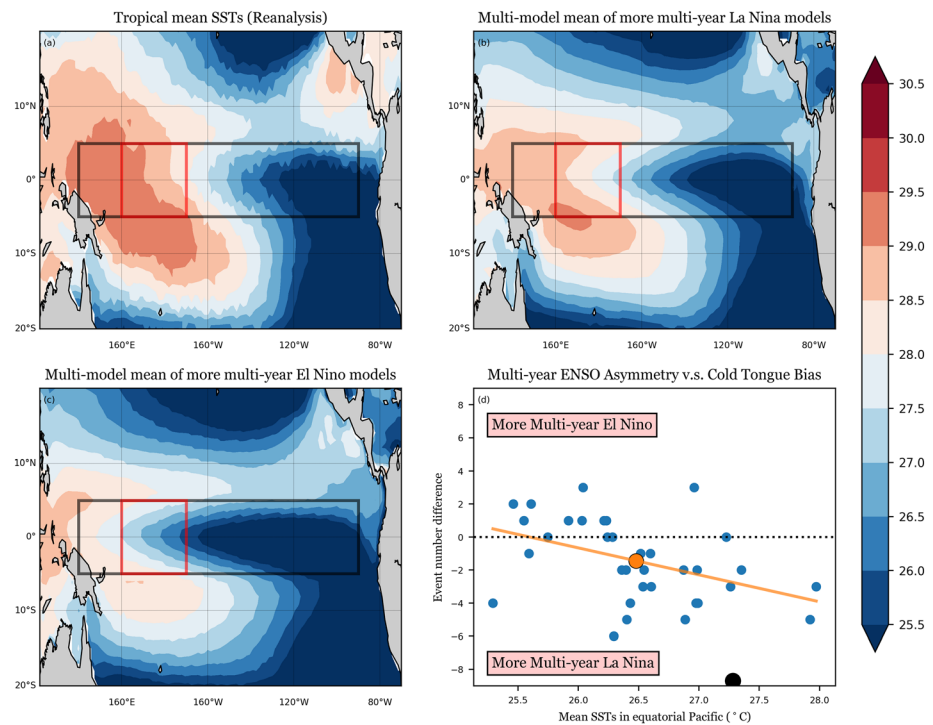 Tropical mean SSTs (Reanalysis)
(a)
10°N
0°
10°S
20°S
160°E
160°W
120°W
80°W
Multi-model mean of more multi-year La Nina models
(b)
160°E
160°W
120°W
80°W
30.5
30.0
29.5
29.0
28.5
28.0
27.5
27.0
26.5
26.0
25.5
Multi-model mean of more multi-year El Nino models
(c)
10°N
0°
10°S
20°S
160°E
160°W
120°W
80°W
Multi-year ENSO Asymmetry v.s. Cold Tongue Bias
(d)
More Multi-year El Nino
More Multi-year La Nina
Event number difference
8
6
4
2
0
−2
−4
−6
−8
25.5
26.0
26.5
27.0
27.5
28.0
Mean SSTs in equatorial Pacific (°C)